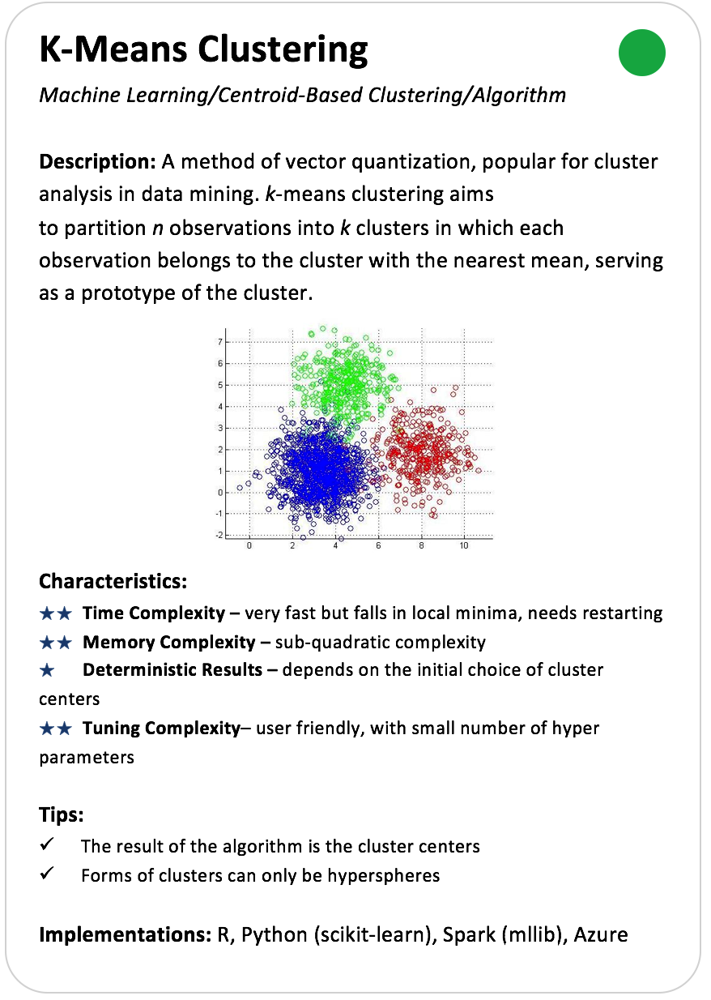 K-Means Clustering
Machine Learning/Centroid-Based Clustering/Algorithm
Description: A method of vector quantization, popular for cluster
analysis in data mining. k-means clustering aims
to partition n observations into k clusters in which each
observation belongs to the cluster with the nearest mean, serving
as a prototype of the cluster.
7
6
5
4
3
2
1
0
-1
-2
0 2 4 6 8 10
Characteristics:
★★ Time Complexity – very fast but falls in local minima, needs restarting
★★ Memory Complexity – sub-quadratic complexity
★ Deterministic Results – depends on the initial choice of cluster
centers
★★ Tuning Complexity– user friendly, with small number of hyper
parameters
Tips:
✓ The result of the algorithm is the cluster centers
✓ Forms of clusters can only be hyperspheres
Implementations: R, Python (scikit-learn), Spark (mllib), Azure